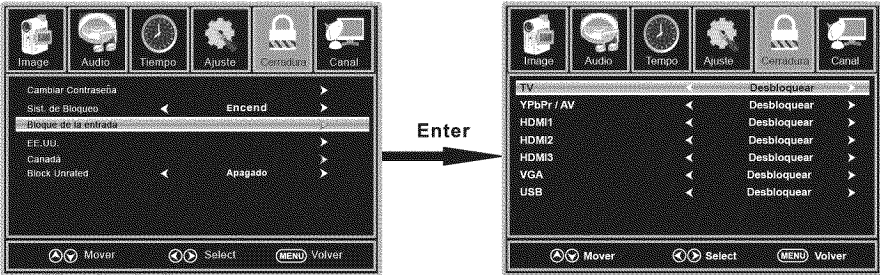 Image Audio Tiempo Ajuste Cerradura Canal
Cambiar Contraseña
Sist. de Bloqueo Encend
Bloque de la entrada
EE.UU.
Canadá
Block Unrated Apagado
Mover Select MENU Volver
Enter
Image Audio Tiempo Ajuste Cerradura Canal
TV Desbloquear
YPbPr / AV Desbloquear
HDMI1 Desbloquear
HDMI2 Desbloquear
HDMI3 Desbloquear
VGA Desbloquear
USB Desbloquear
Mover Select MENU Volver